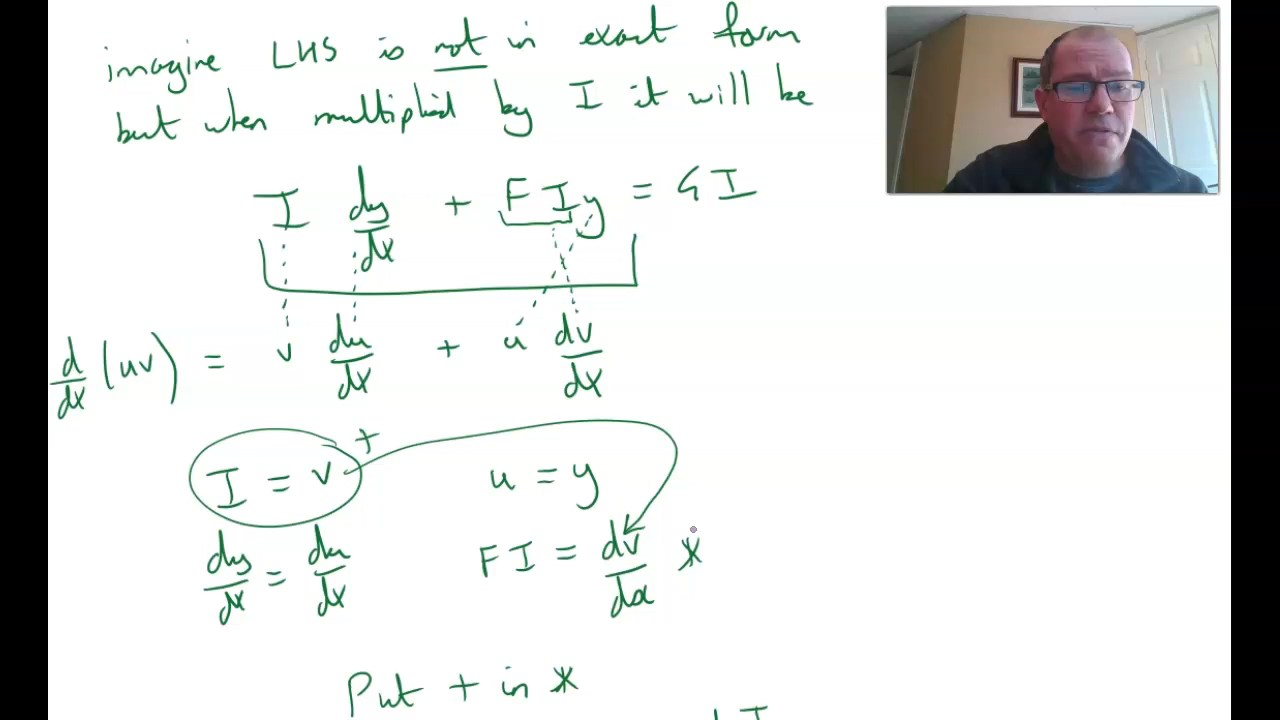 imagine LHS is not in exact form
but when multiplied by I it will be
I dy/dx + F I y = G I
d/dx (uv) = v du/dx + u dv/dx
I = v + u = y
dy/dx = du/dx F I = dv/dx *
Put + in *